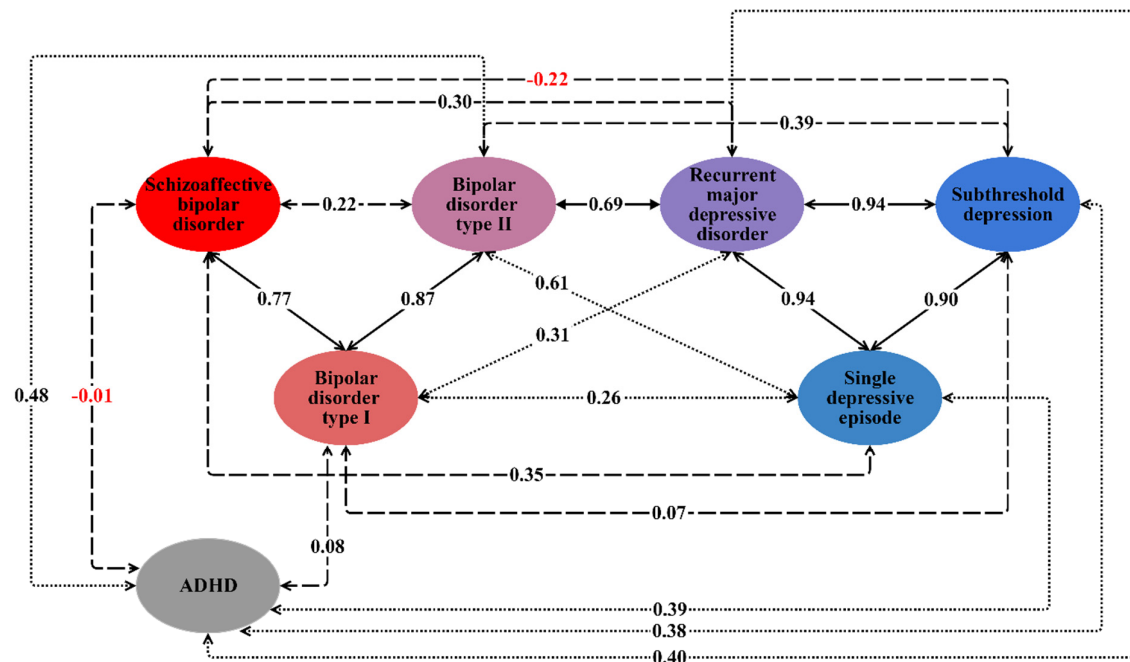 -0.22
0.30
0.39
Schizoaffective
bipolar
disorder
0.22
Bipolar
disorder
type II
0.69
Recurrent
major
depressive
disorder
0.94
Subthreshold
depression
0.77
0.87
0.61
0.31
0.94
0.90
0.48
-0.01
Bipolar
disorder
type I
0.26
Single
depressive
episode
0.35
0.07
0.08
ADHD
0.39
0.38
0.40